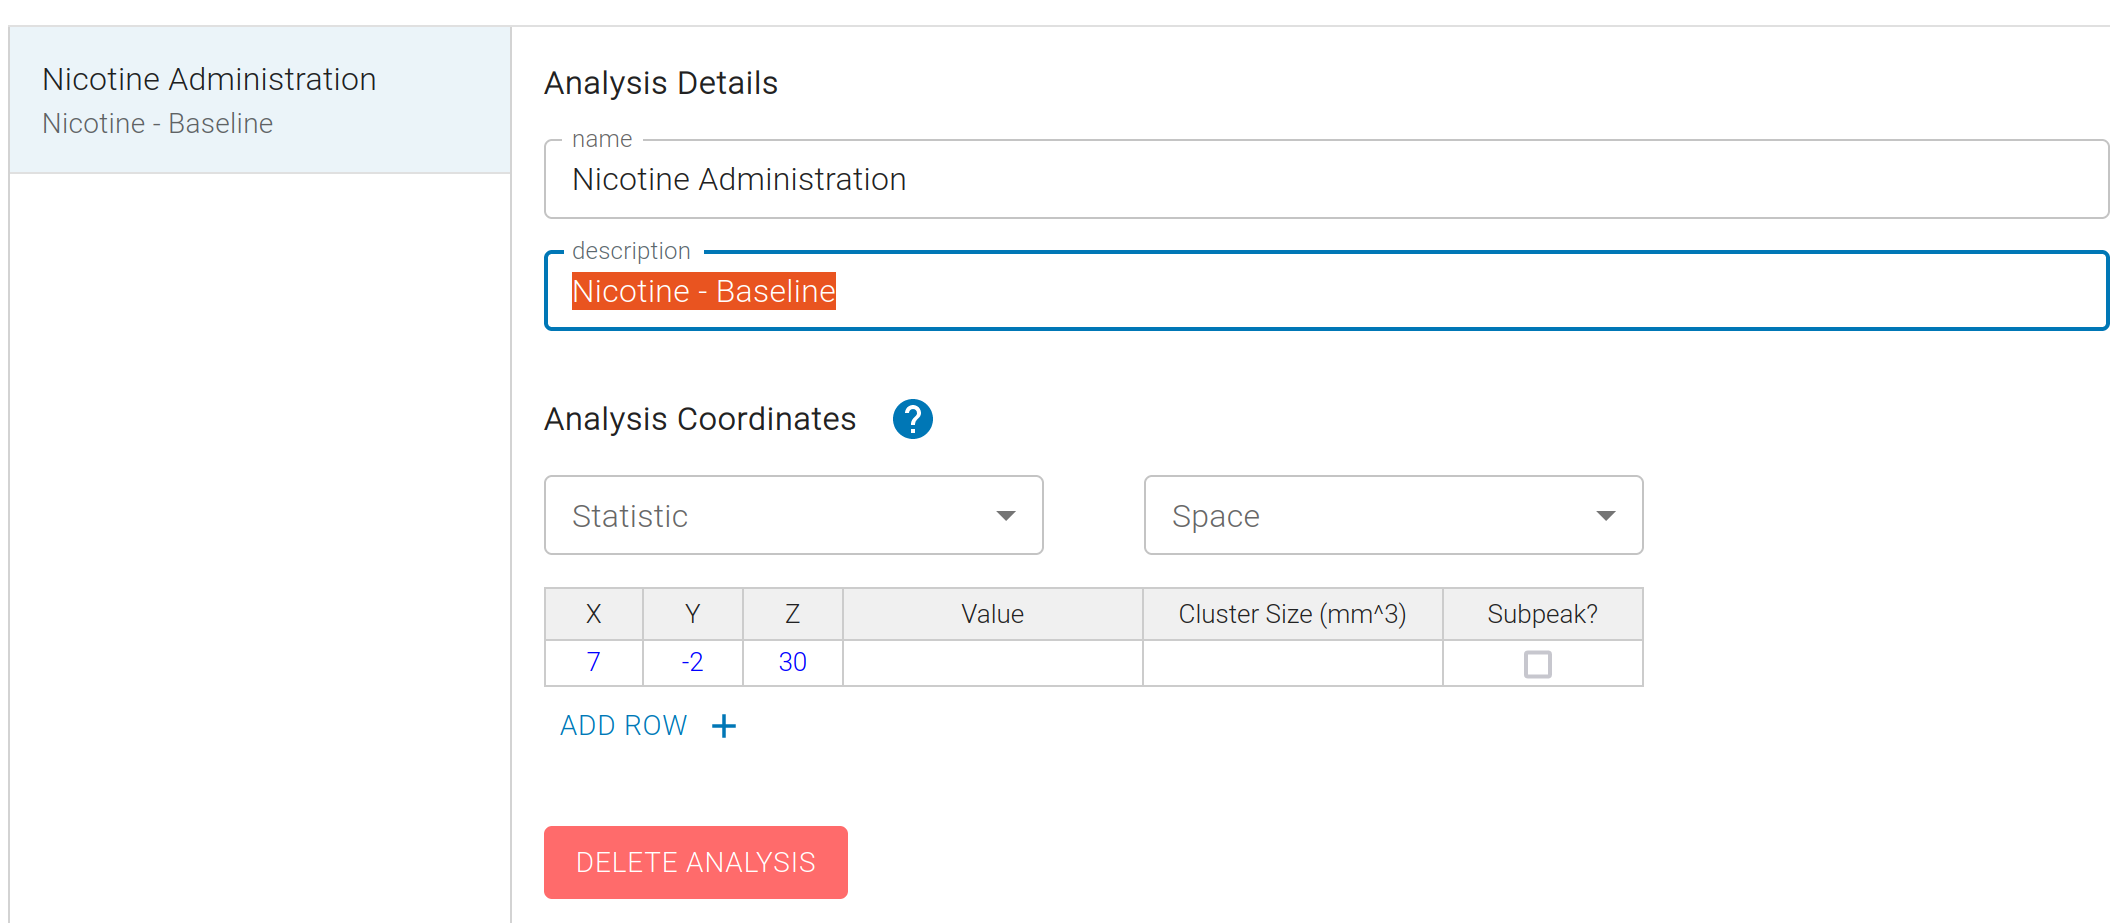 Nicotine Administration
Nicotine - Baseline
Analysis Details
name
Nicotine Administration
description
Nicotine - Baseline
Analysis Coordinates ?
Statistic Space
X Y Z Value Cluster Size (mm^3) Subpeak?
7 -2 30
ADD ROW +
DELETE ANALYSIS